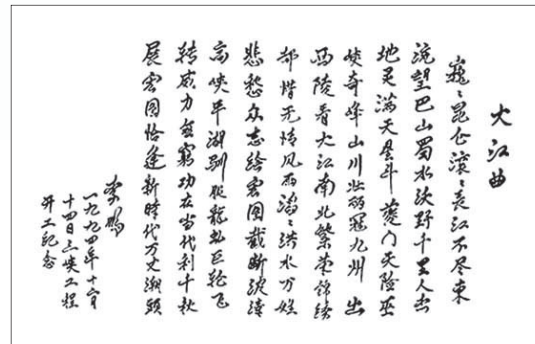 大江曲
巍巍昆仑滚滚长江不尽东
流望巴山蜀水沃野千里人杰
地灵满天星斗夔门天险巫
峡奇峰山川壮丽冠九州出
西陵看大江南北繁荣锦绣
却惜无情风雨滔滔洪水万姓
悲愁众志绘宏图截断波涛
高峡平湖驯服龙虬巨轮飞
转威力无穷功在当代利千秋
展宏图恰逢新时代万丈潮头
李鹏
一九九四年十二月
十四日三峡工程
开工纪念